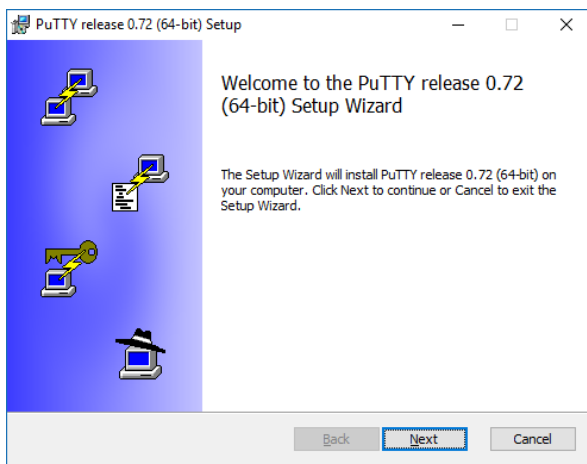 PuTTY release 0.72 (64-bit) Setup
Welcome to the PuTTY release 0.72
(64-bit) Setup Wizard
The Setup Wizard will install PuTTY release 0.72 (64-bit) on
your computer. Click Next to continue or Cancel to exit the
Setup Wizard.
Back
Next
Cancel